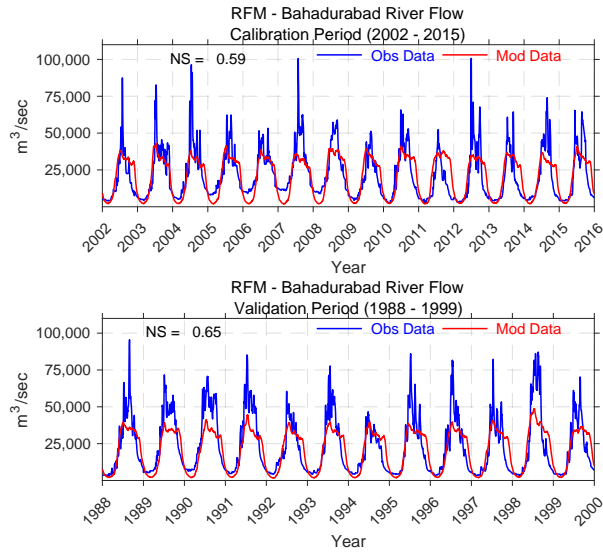 RFM - Bahadurabad River Flow
Calibration Period (2002 - 2015)
NS = 0.59
Obs Data
Mod Data
100,000
75,000
50,000
25,000
m3/sec
2002 2003 2004 2005 2006 2007 2008 2009 2010 2011 2012 2013 2014 2015 2016
Year
RFM - Bahadurabad River Flow
Validation Period (1988 - 1999)
NS = 0.65
Obs Data
Mod Data
100,000
75,000
50,000
25,000
m3/sec
1988 1989 1990 1991 1992 1993 1994 1995 1996 1997 1998 1999 2000
Year